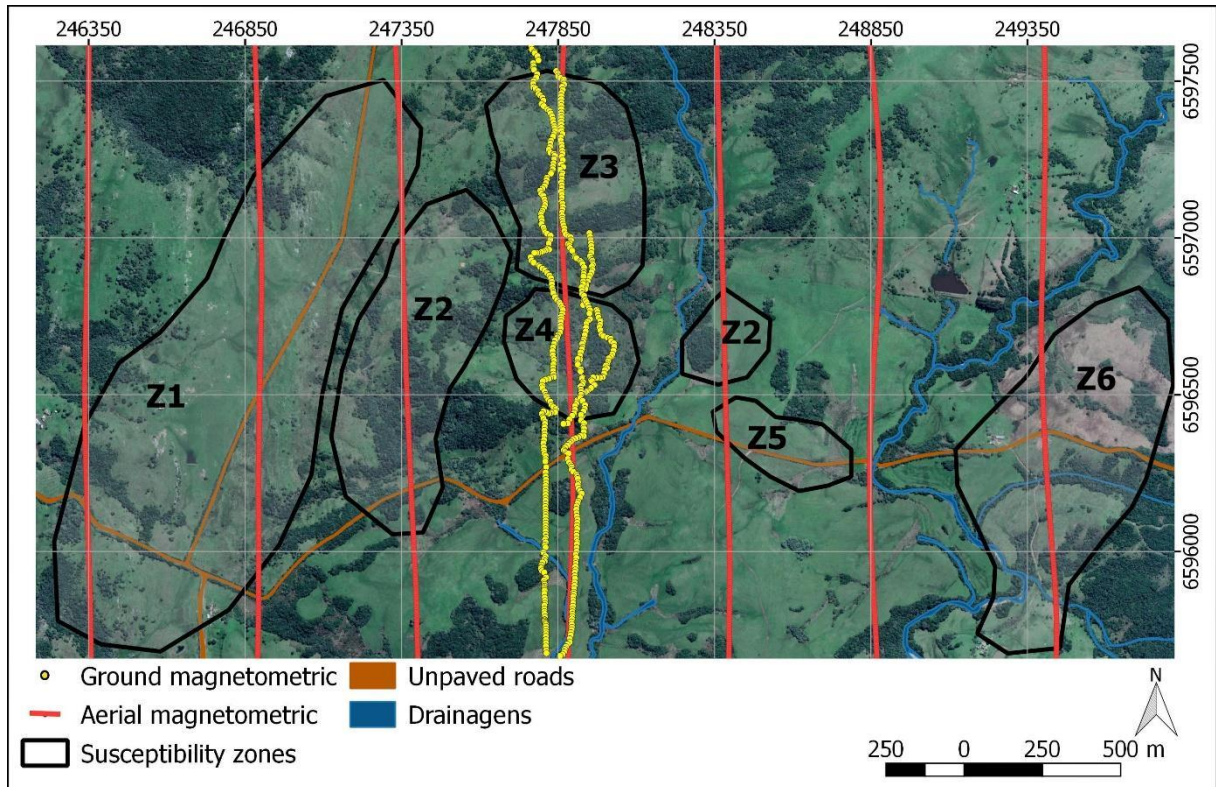 246350 246850 247350 247850 248350 248850 249350
6597500
Z3
6597000
Z2
Z4 Z2
Z1 Z6
6596500
Z5
6596000
Ground magnetometric Unpaved roads
Aerial magnetometric Drainagens
Susceptibility zones
N
250 0 250 500 m